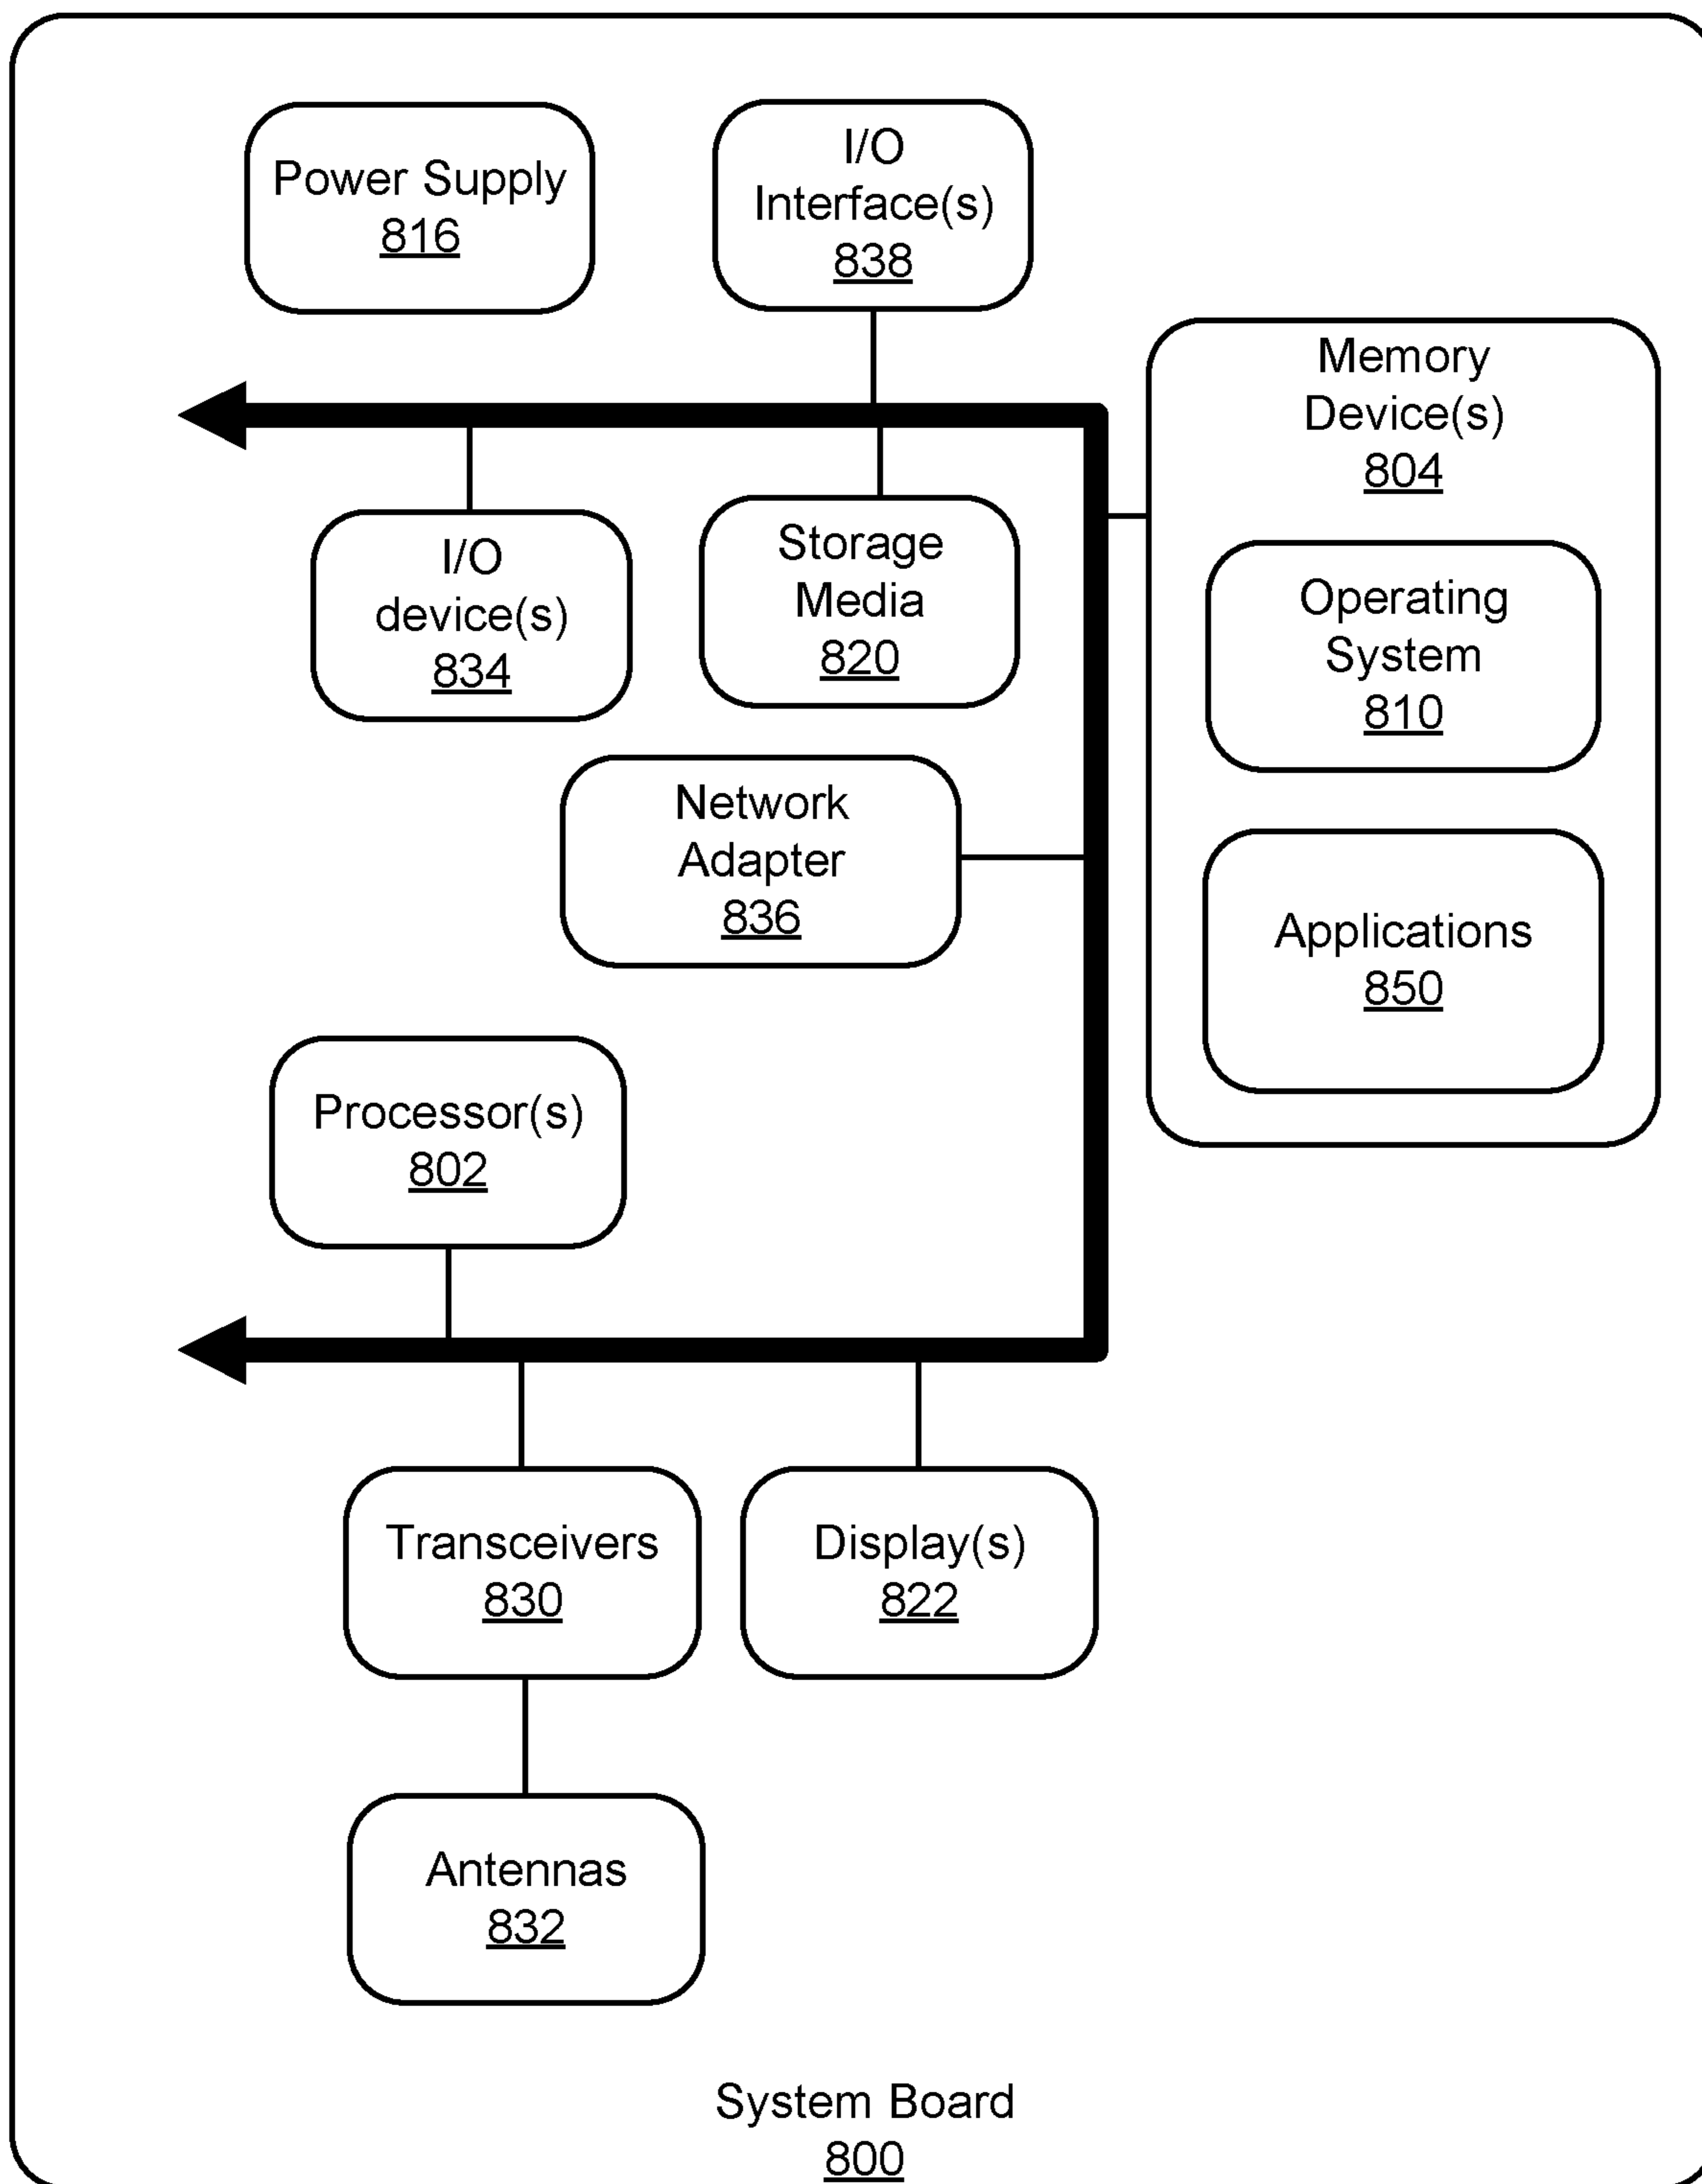 Power Supply
816
I/O
Interface(s)
838
Memory
Device(s)
804
I/O
device(s)
834
Storage
Media
820
Operating
System
810
Network
Adapter
836
Applications
850
Processor(s)
802
Transceivers
830
Display(s)
822
Antennas
832
System Board
800